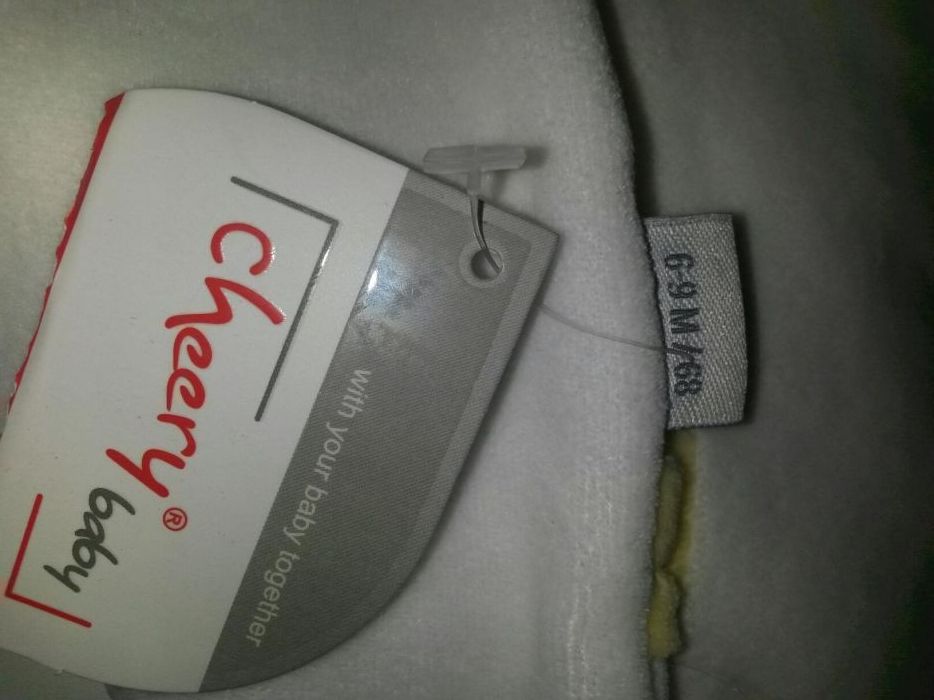 cheery®
baby
with your baby together
6-9 M /68